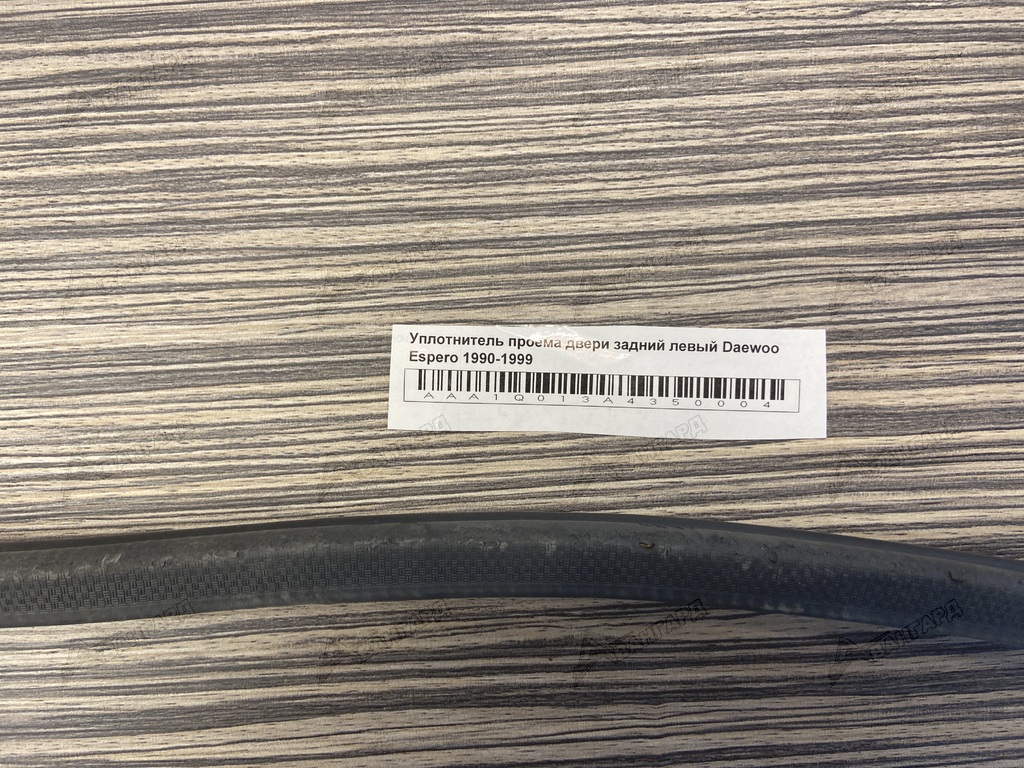 Уплотнитель проема двери задний левый Daewoo
Espero 1990-1999
AAA1Q013A4350004